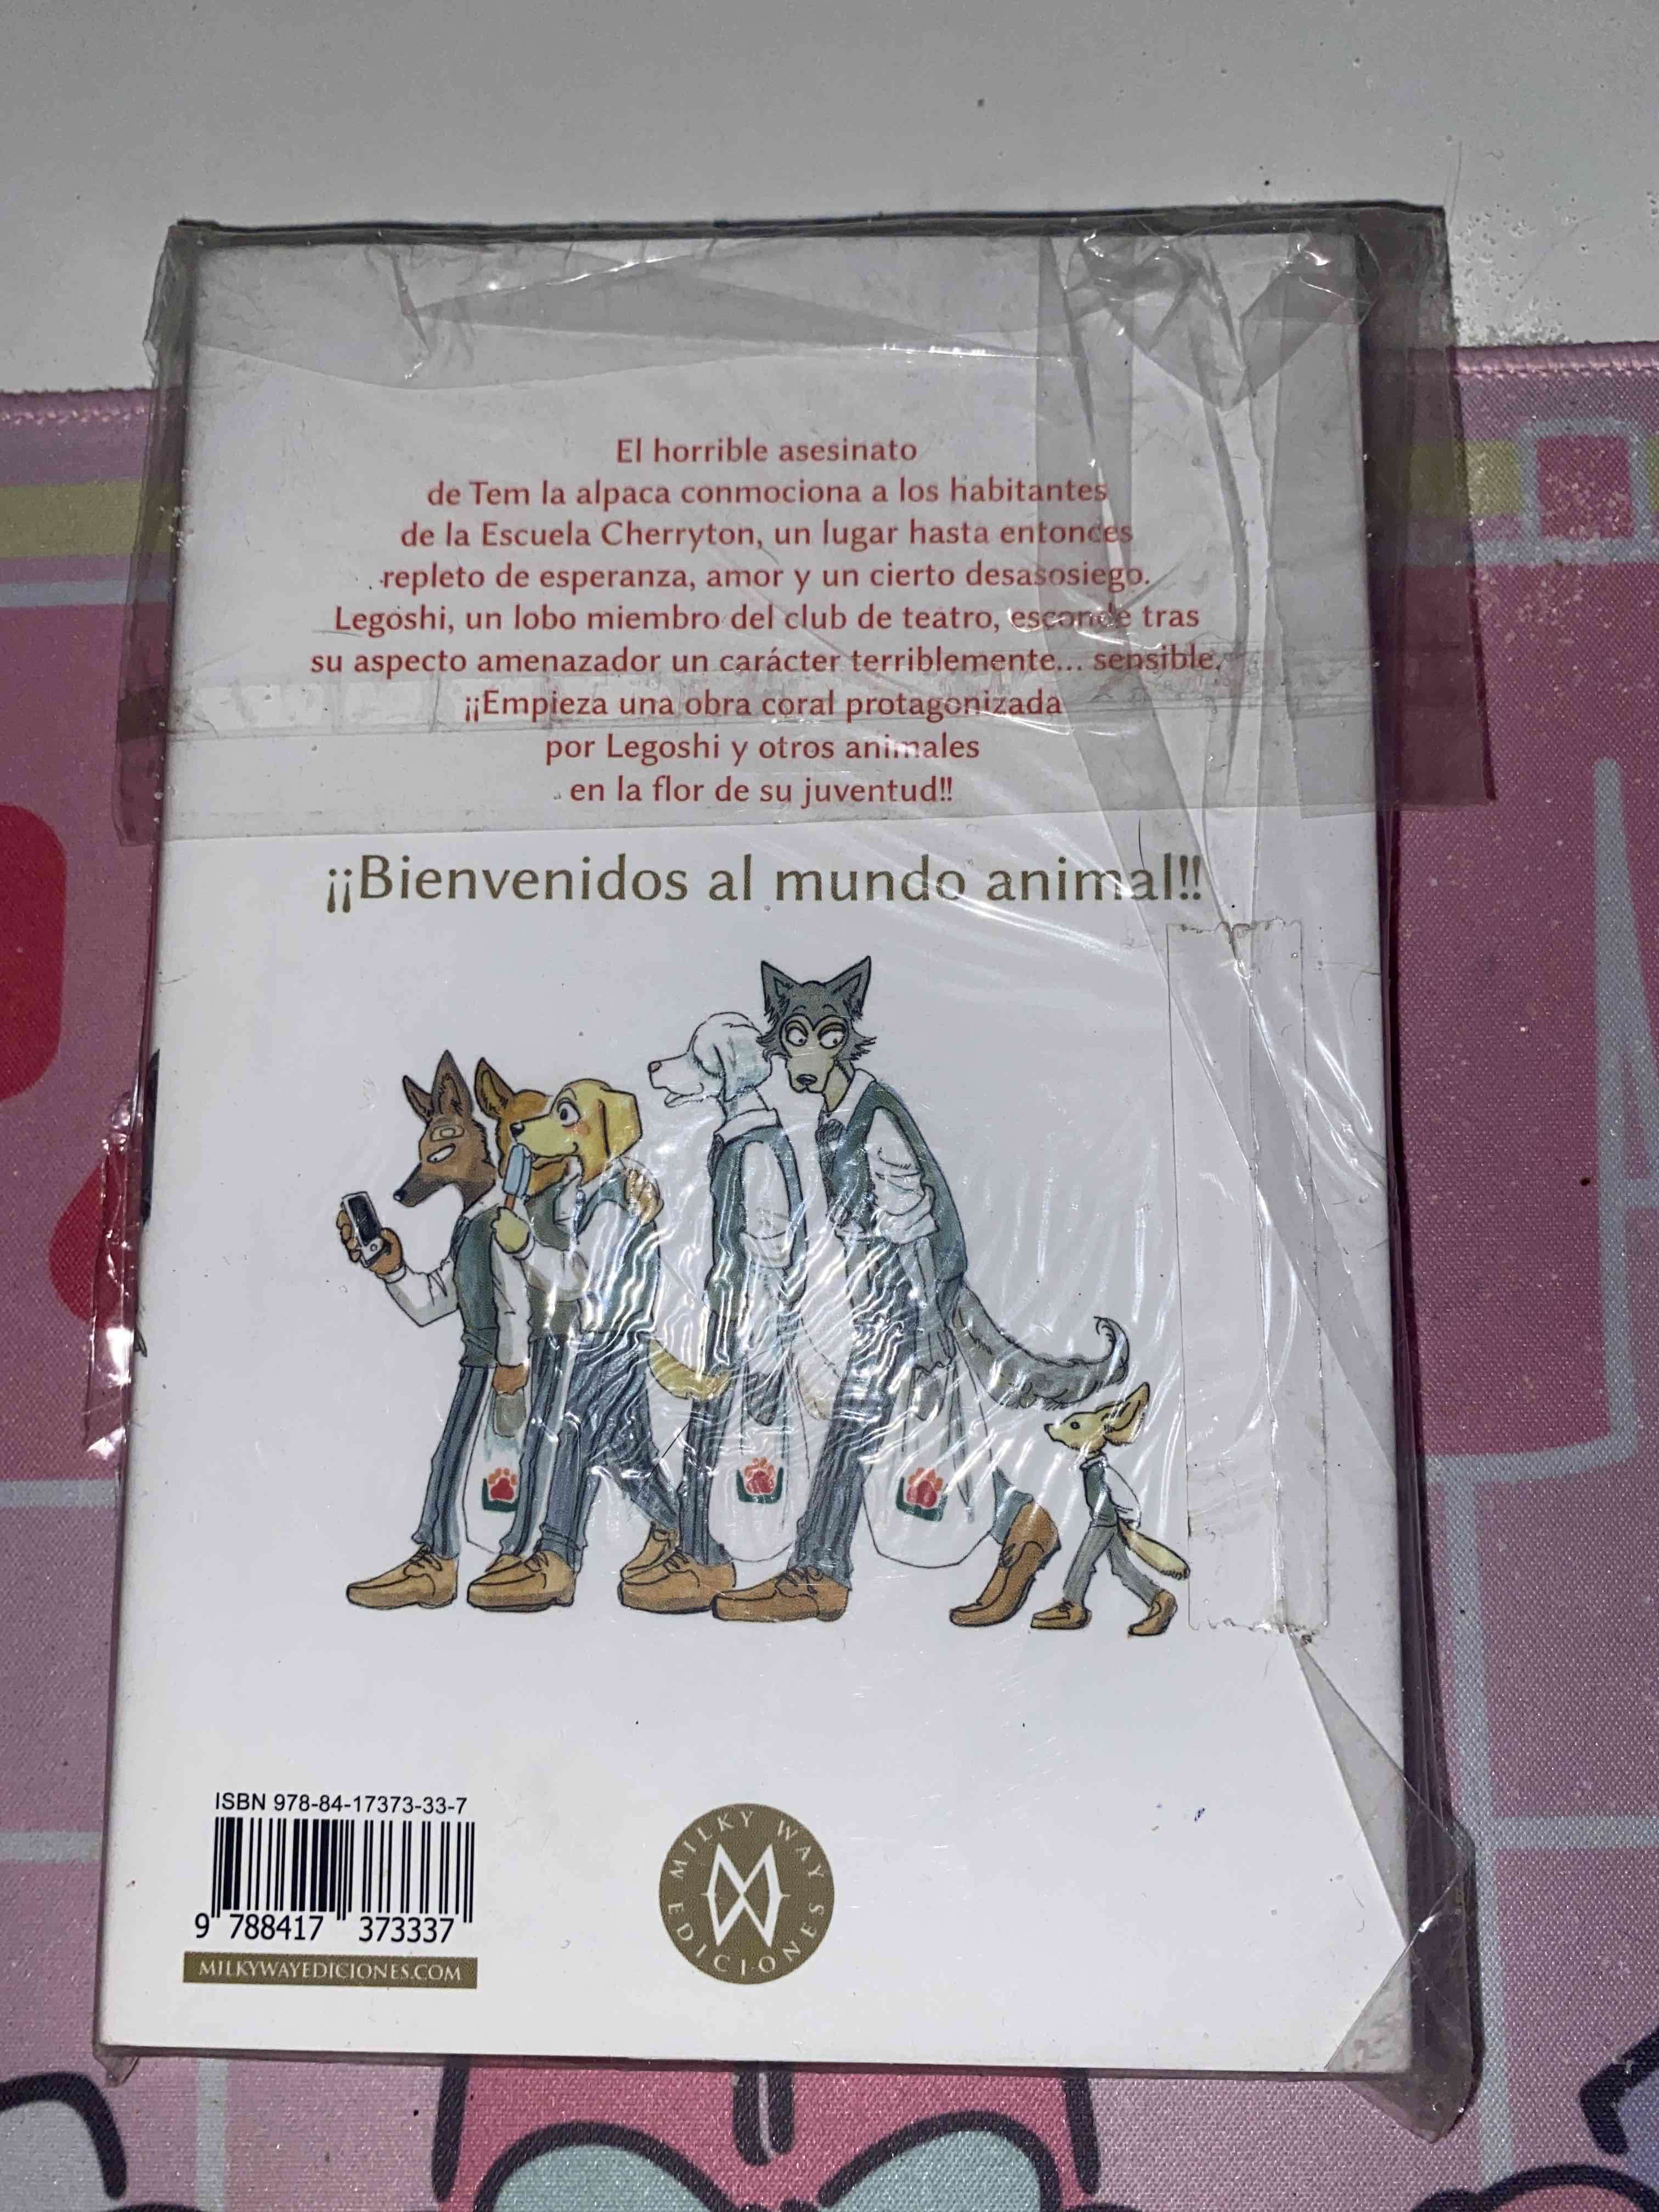 El horrible asesinato
de Tem la alpaca conmociona a los habitantes
de la Escuela Cherryton, un lugar hasta entonces
repleto de esperanza, amor y un cierto desasosiego.
Legoshi, un lobo miembro del club de teatro, esconde tras
su aspecto amenazador un carácter terriblemente... sensible.
¡¡Empieza una obra coral protagonizada
por Legoshi y otros animales
en la flor de su juventud!!
¡¡Bienvenidos al mundo animal!!
ISBN 978-84-17373-33-7
9 788417 373337
MILKYWAYEDICIONES.COM
MILKY WAY
EDICIONES